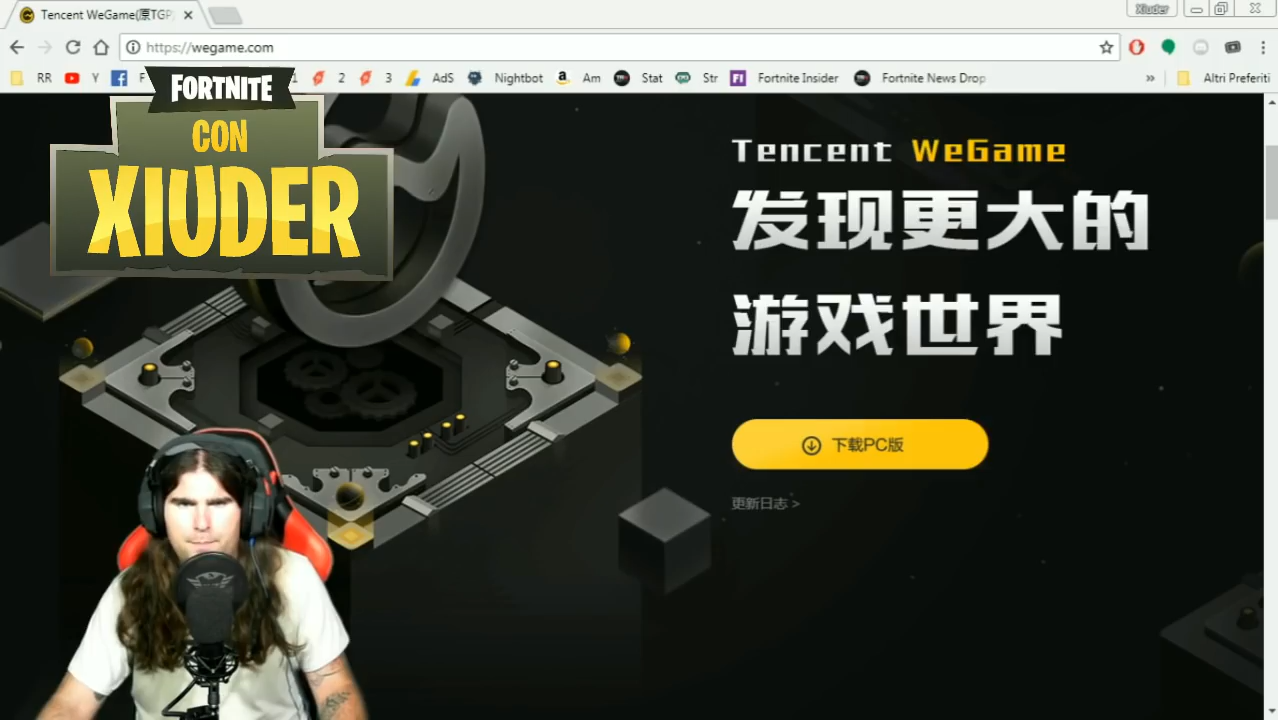 Tencent WeGame(原TGP)
Xiuder
https://wegame.com
RR
Y
F
1
2
3
AdS
Nightbot
Am
Stat
Str
Fortnite Insider
Fortnite News Drop
»
Altri Preferiti
FORTNITE
CON
XIUDER
Tencent WeGame
发现更大的
游戏世界
下载PC版
更新日志 >